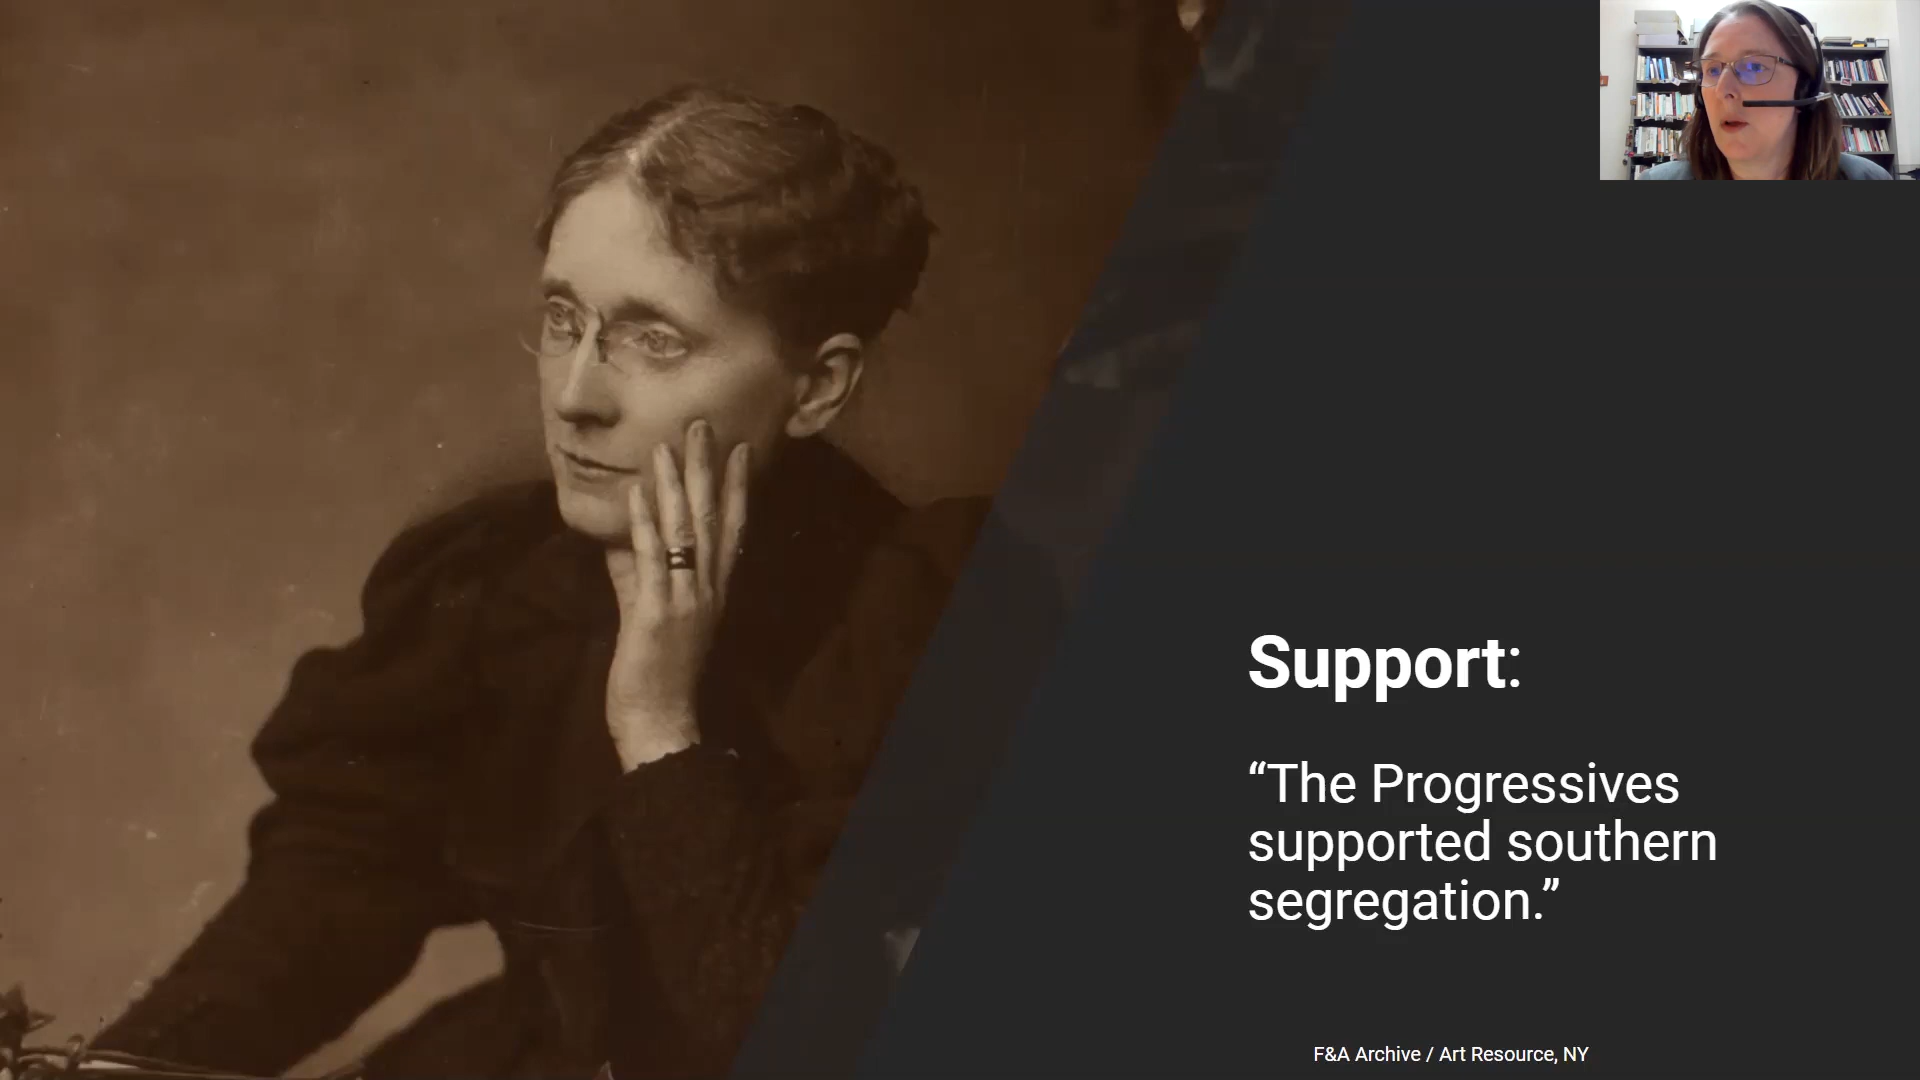 Support:
“The Progressives
supported southern
segregation.”
F&A Archive / Art Resource, NY